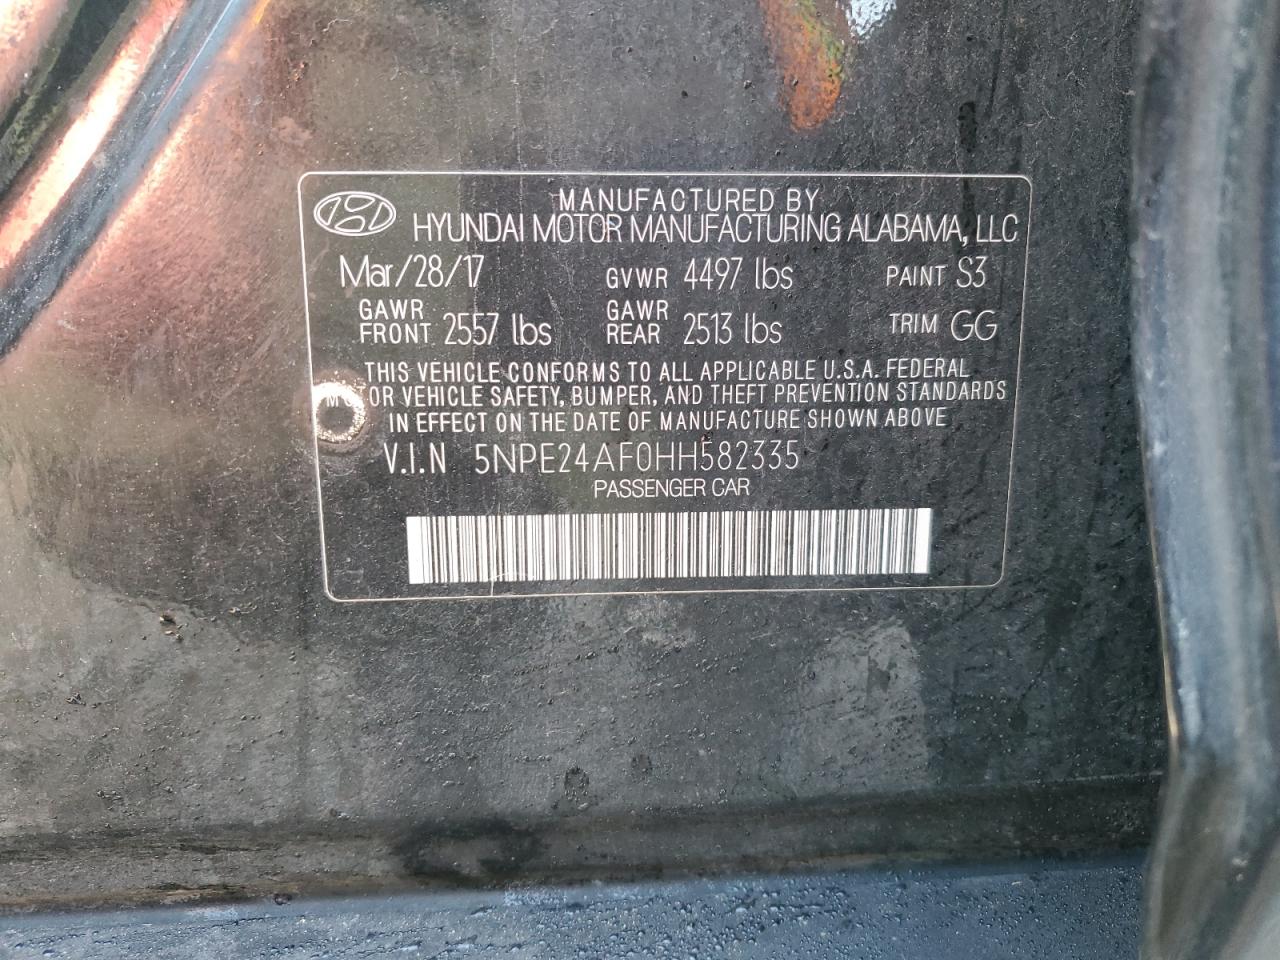 MANUFACTURED BY
HYUNDAI MOTOR MANUFACTURING ALABAMA, LLC
Mar/28/17 GVWR 4497 lbs PAINT S3
GAWR FRONT 2557 lbs GAWR REAR 2513 lbs TRIM GG
THIS VEHICLE CONFORMS TO ALL APPLICABLE U.S.A. FEDERAL
MOTOR VEHICLE SAFETY, BUMPER, AND THEFT PREVENTION STANDARDS
IN EFFECT ON THE DATE OF MANUFACTURE SHOWN ABOVE
V.I.N 5NPE24AF0HH582335
PASSENGER CAR